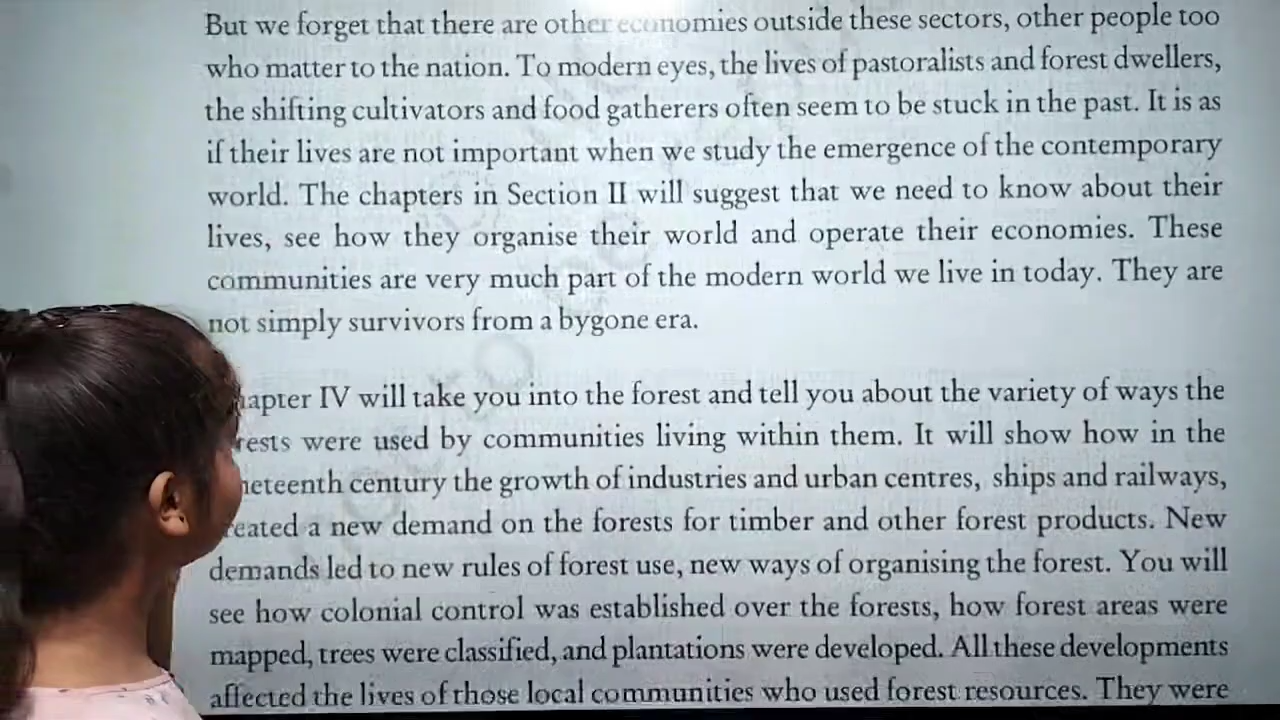 But we forget that there are other economies outside these sectors, other people too
who matter to the nation. To modern eyes, the lives of pastoralists and forest dwellers,
the shifting cultivators and food gatherers often seem to be stuck in the past. It is as
if their lives are not important when we study the emergence of the contemporary
world. The chapters in Section II will suggest that we need to know about their
lives, see how they organise their world and operate their economies. These
communities are very much part of the modern world we live in today. They are
not simply survivors from a bygone era.
hapter IV will take you into the forest and tell you about the variety of ways the
rests were used by communities living within them. It will show how in the
neteenth century the growth of industries and urban centres, ships and railways,
eated a new demand on the forests for timber and other forest products. New
demands led to new rules of forest use, new ways of organising the forest. You will
see how colonial control was established over the forests, how forest areas were
mapped, trees were classified, and plantations were developed. All these developments
affected the lives of those local communities who used forest resources. They were